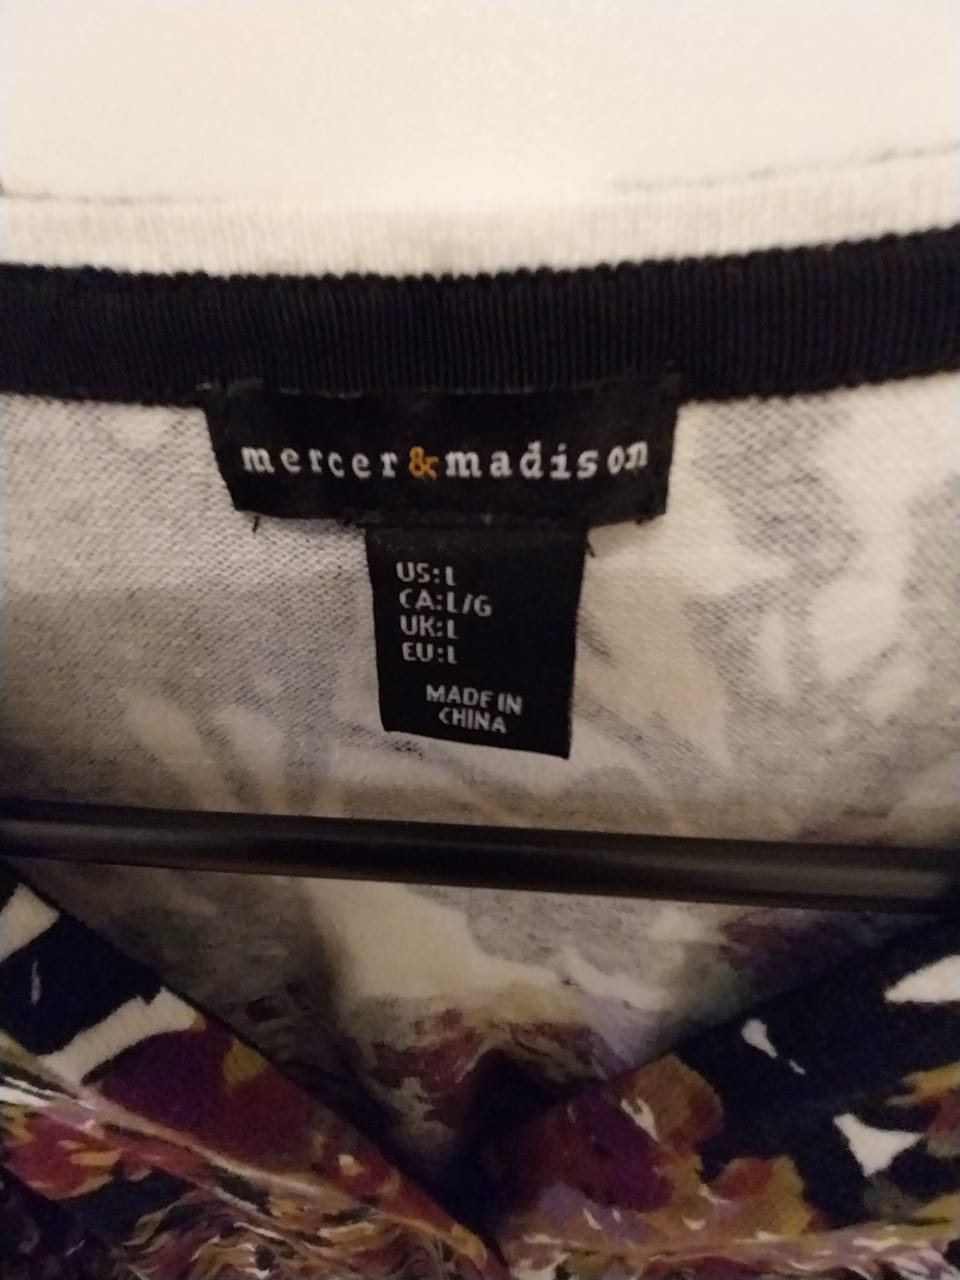 mercer&madison
US:L
CA:L/G
UK:L
EU:L
MADE IN
CHINA